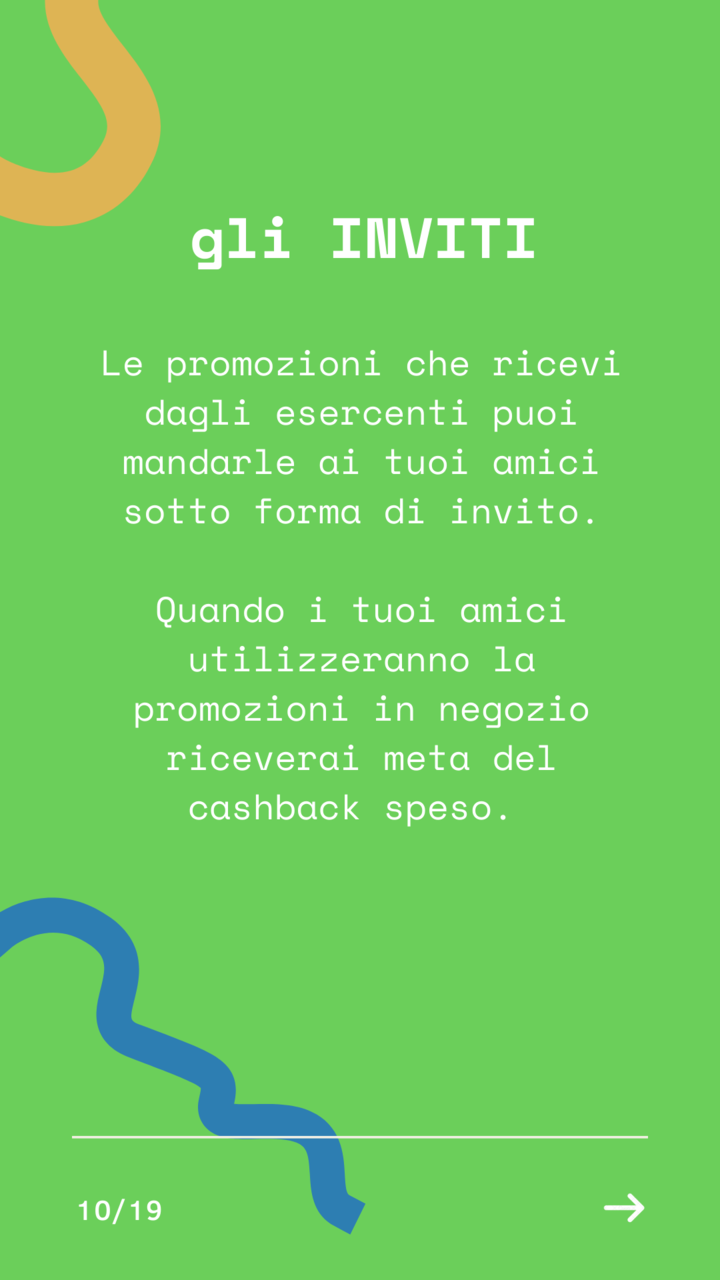 gli INVITI
Le promozioni che ricevi
dagli esercenti puoi
mandarle ai tuoi amici
sotto forma di invito.
Quando i tuoi amici
utilizzeranno la
promozioni in negozio
riceverai meta del
cashback speso.
10/19